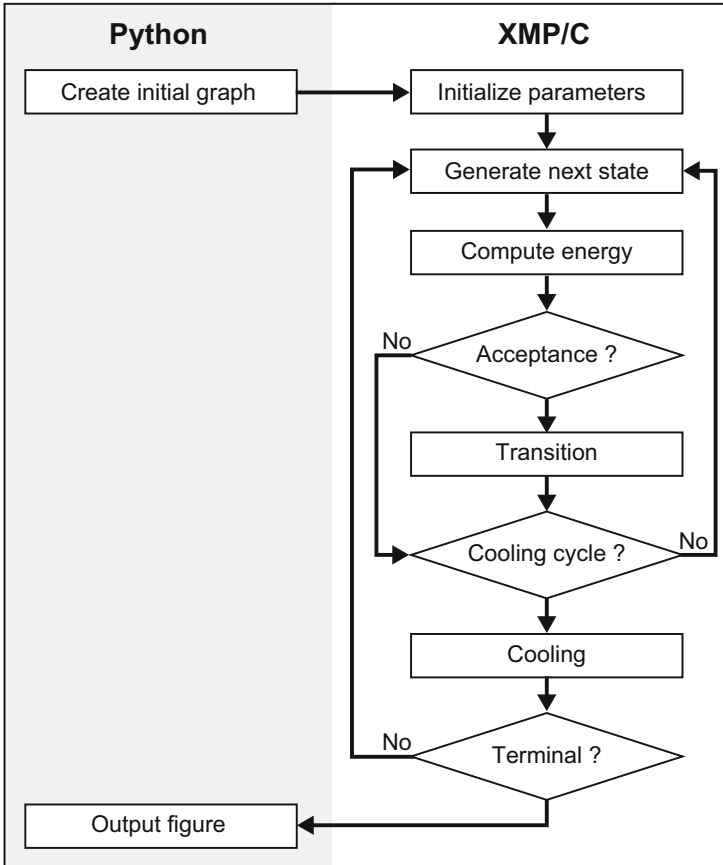 Python
XMP/C
Create initial graph
Initialize parameters
Generate next state
Compute energy
No
Acceptance ?
Transition
Cooling cycle ?
No
Cooling
No
Terminal ?
Output figure